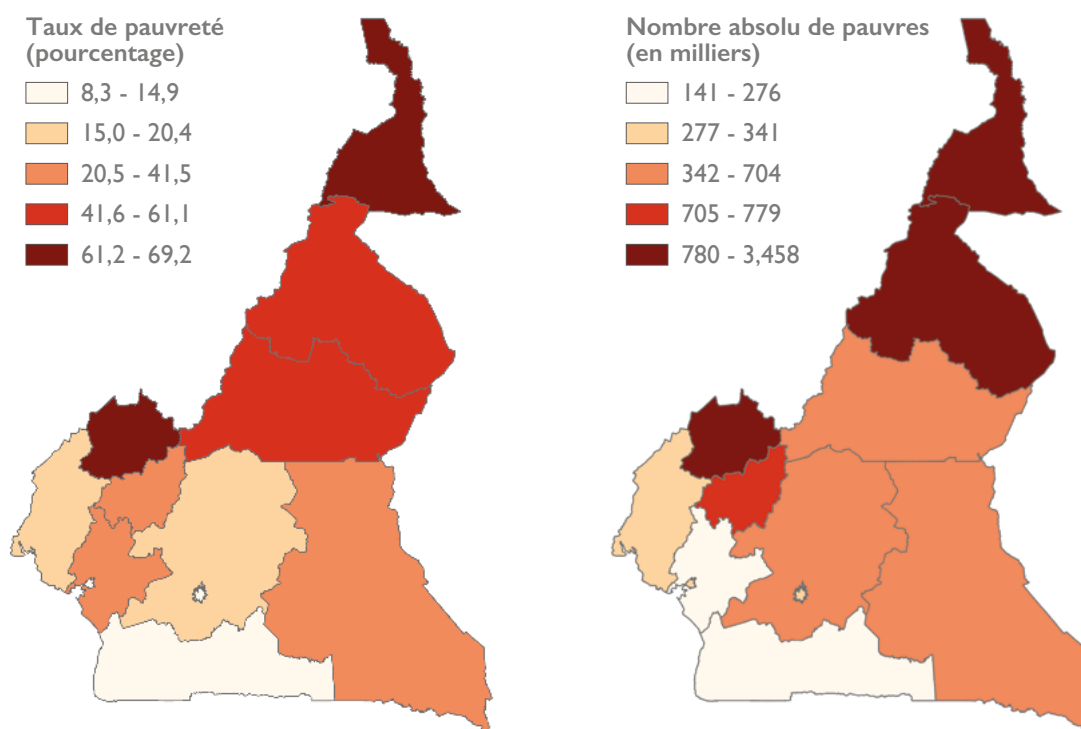 Taux de pauvreté
(pourcentage)
8,3 - 14,9
15,0 - 20,4
20,5 - 41,5
41,6 - 61,1
61,2 - 69,2
Nombre absolu de pauvres
(en milliers)
141 - 276
277 - 341
342 - 704
705 - 779
780 - 3,458